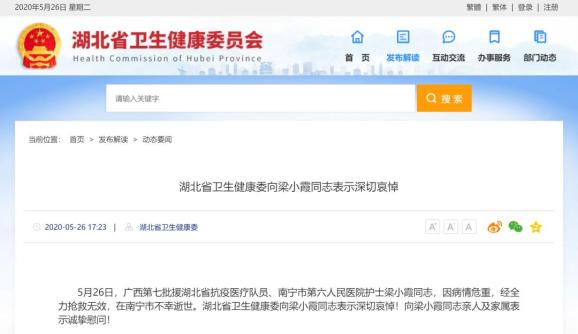 2020年5月26日 星期二
繁體 | 繁体 | 登录 | 注册
湖北省卫生健康委员会
Health Commission of Hubei Province
首 页 发布解读 互动交流 办事服务 部门动态
请输入关键字
搜 索
当前位置： 首页 > 发布解读 > 动态要闻
湖北省卫生健康委向梁小霞同志表示深切哀悼
2020-05-26 17:23 | 湖北省卫生健康委
A+ A A-
5月26日，广西第七批援湖北省抗疫医疗队员、南宁市第六人民医院护士梁小霞同志，因病情危重，经全
力抢救无效，在南宁市不幸逝世。湖北省卫生健康委向梁小霞同志表示深切哀悼！向梁小霞同志亲人及家属表
示诚挚慰问！